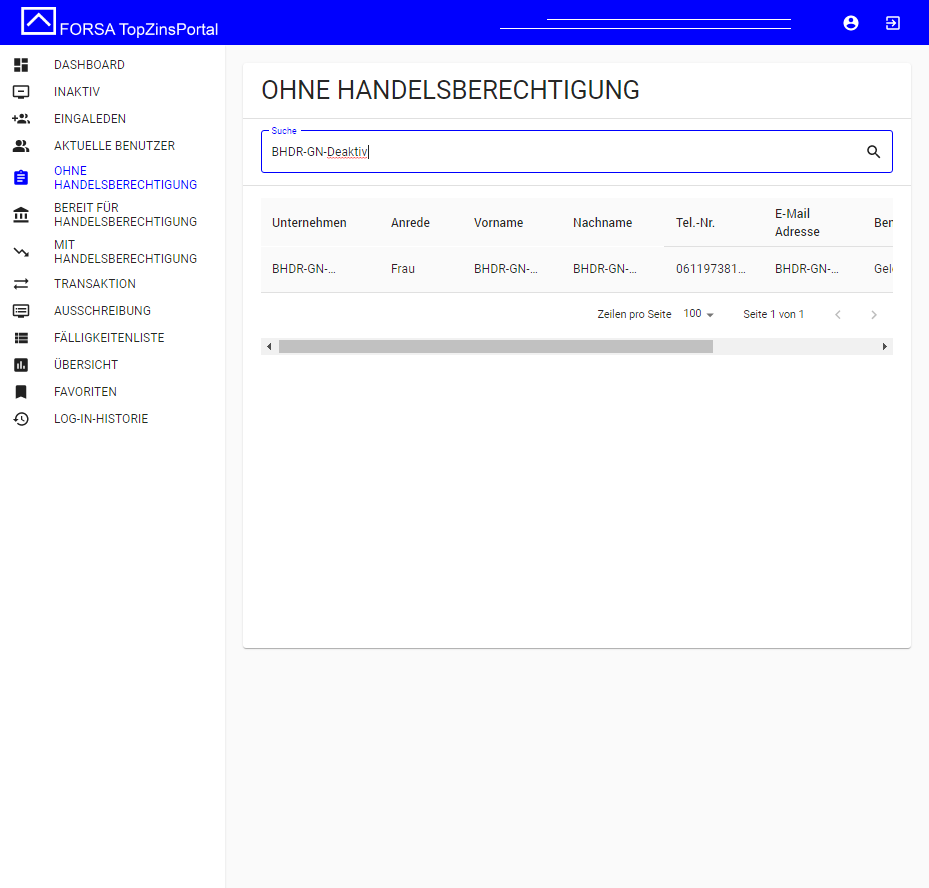 FORSA TopZinsPortal
DASHBOARD
INAKTIV
EINGALEDEN
AKTUELLE BENUTZER
OHNE
HANDELSBERECHTIGUNG
BEREIT FÜR
HANDELSBERECHTIGUNG
MIT
HANDELSBERECHTIGUNG
TRANSAKTION
AUSSCHREIBUNG
FÄLLIGKEITENLISTE
ÜBERSICHT
FAVORITEN
LOG-IN-HISTORIE
OHNE HANDELSBERECHTIGUNG
Suche
BHDR-GN-Deaktiv
Unternehmen Anrede Vorname Nachname Tel.-Nr. E-Mail Adresse Ben
BHDR-GN-... Frau BHDR-GN-... BHDR-GN-... 061197381... BHDR-GN-... Gel
Zeilen pro Seite 100 Seite 1 von 1